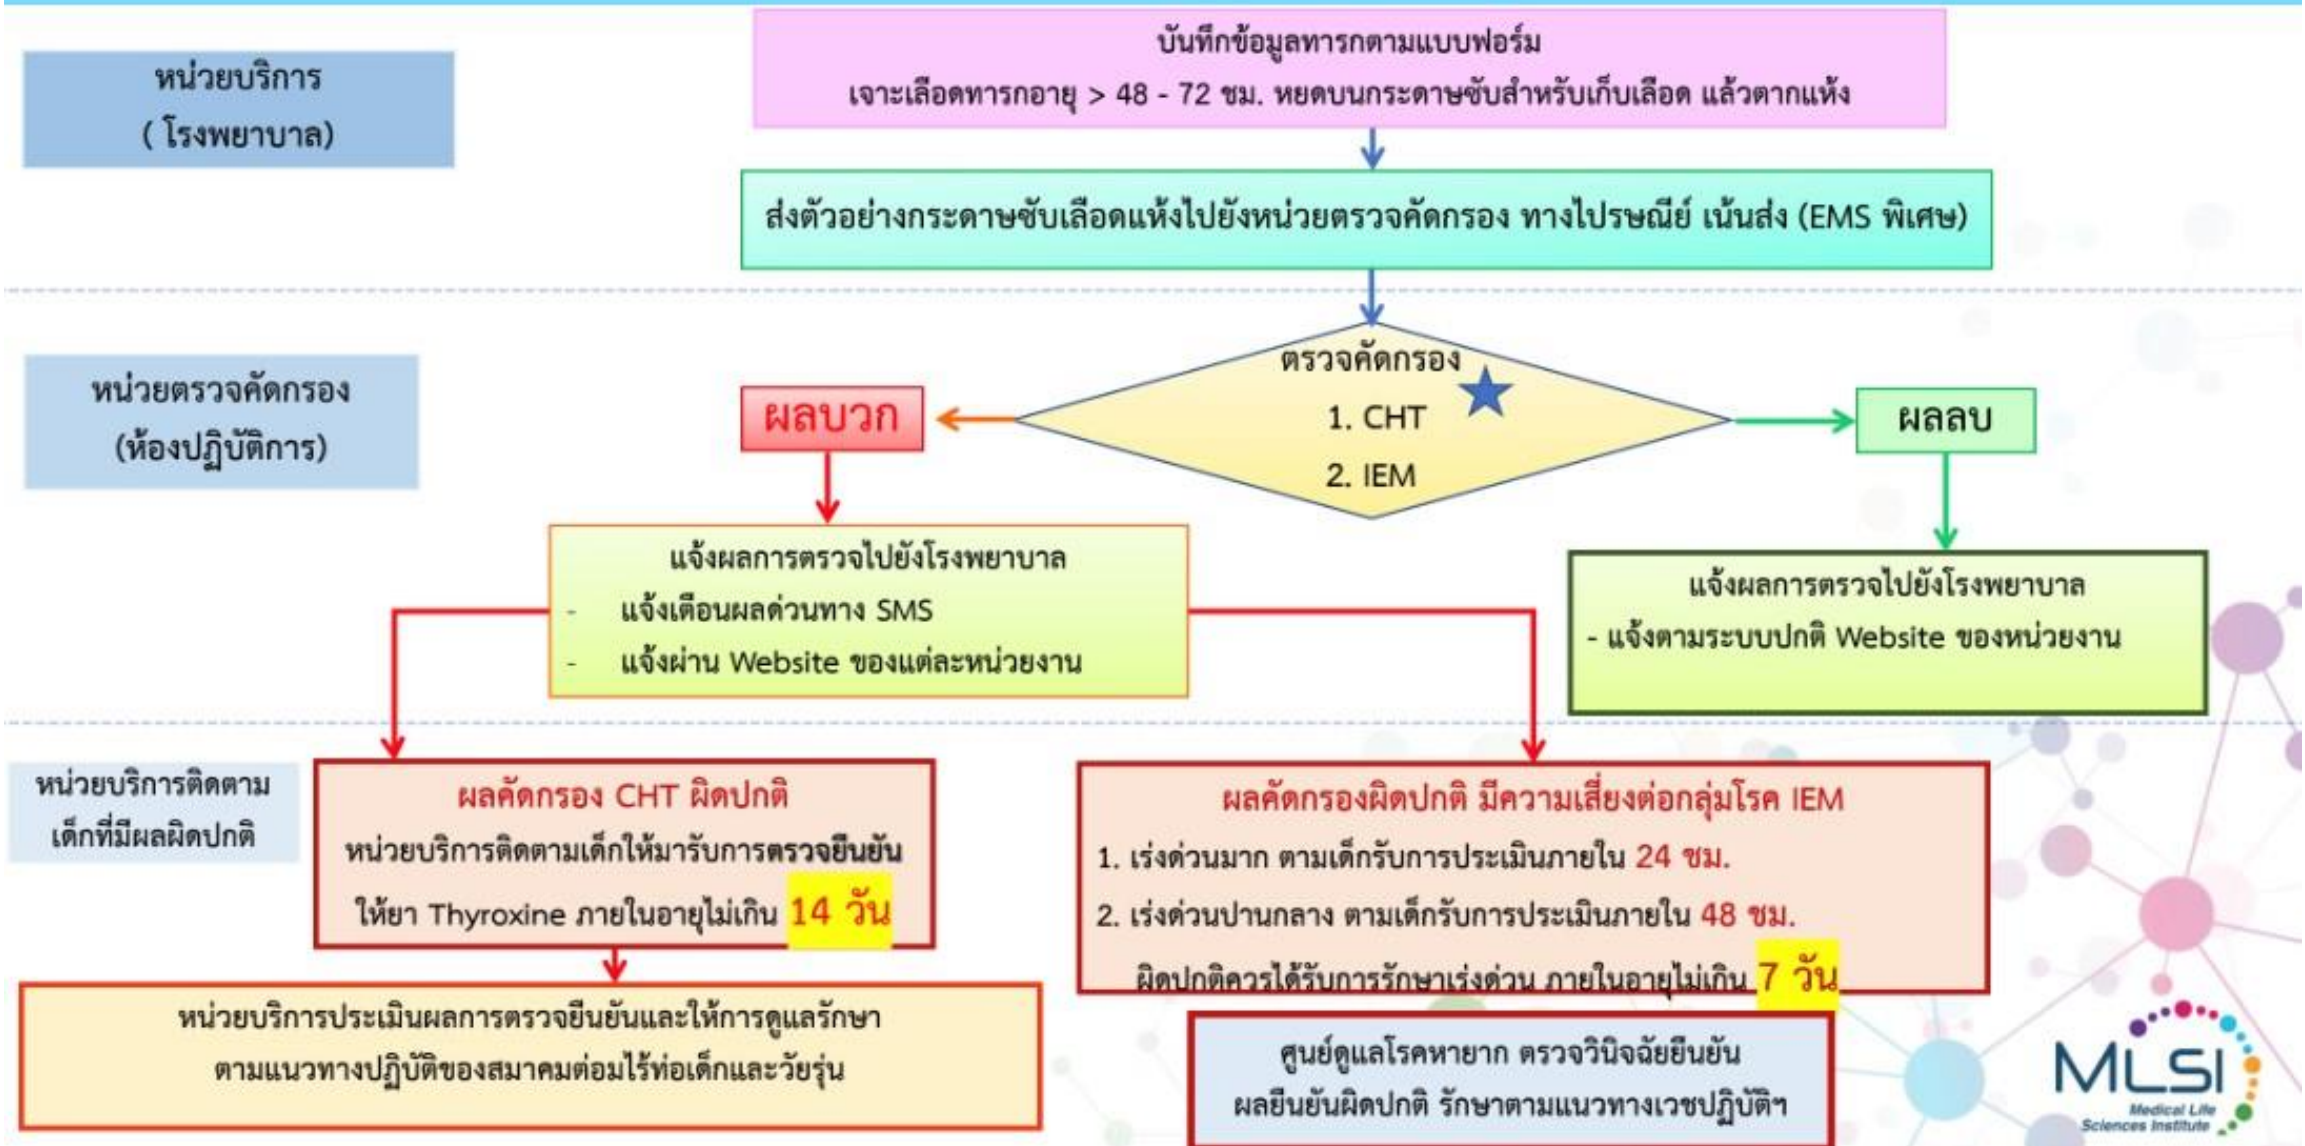 หน่วยบริการ
( โรงพยาบาล)
บันทึกข้อมูลทารกตามแบบฟอร์ม
เจาะเลือดทารกอายุ > 48 - 72 ชม. หยดบนกระดาษซับสำหรับเก็บเลือด แล้วตากแห้ง
ส่งตัวอย่างกระดาษซับเลือดแห้งไปยังหน่วยตรวจคัดกรอง ทางไปรษณีย์ เน้นส่ง (EMS พิเศษ)
หน่วยตรวจคัดกรอง
(ห้องปฏิบัติการ)
ตรวจคัดกรอง
1. CHT
2. IEM
ผลบวก
ผลลบ
แจ้งผลการตรวจไปยังโรงพยาบาล
- แจ้งเตือนผลด่วนทาง SMS
- แจ้งผ่าน Website ของแต่ละหน่วยงาน
แจ้งผลการตรวจไปยังโรงพยาบาล
- แจ้งตามระบบปกติ Website ของหน่วยงาน
หน่วยบริการติดตาม
เด็กที่มีผลผิดปกติ
ผลคัดกรอง CHT ผิดปกติ
หน่วยบริการติดตามเด็กให้มารับการตรวจยืนยัน
ให้ยา Thyroxine ภายในอายุไม่เกิน 14 วัน
ผลคัดกรองผิดปกติ มีความเสี่ยงต่อกลุ่มโรค IEM
1. เร่งด่วนมาก ตามเด็กรับการประเมินภายใน 24 ชม.
2. เร่งด่วนปานกลาง ตามเด็กรับการประเมินภายใน 48 ชม.
ผิดปกติควรได้รับการรักษาเร่งด่วน ภายในอายุไม่เกิน 7 วัน
หน่วยบริการประเมินผลการตรวจยืนยันและให้การดูแลรักษา
ตามแนวทางปฏิบัติของสมาคมต่อมไร้ท่อเด็กและวัยรุ่น
ศูนย์ดูแลโรคหายาก ตรวจวินิจฉัยยืนยัน
ผลยืนยันผิดปกติ รักษาตามแนวทางเวชปฏิบัติฯ
MLSI
Medical Life
Sciences Institute